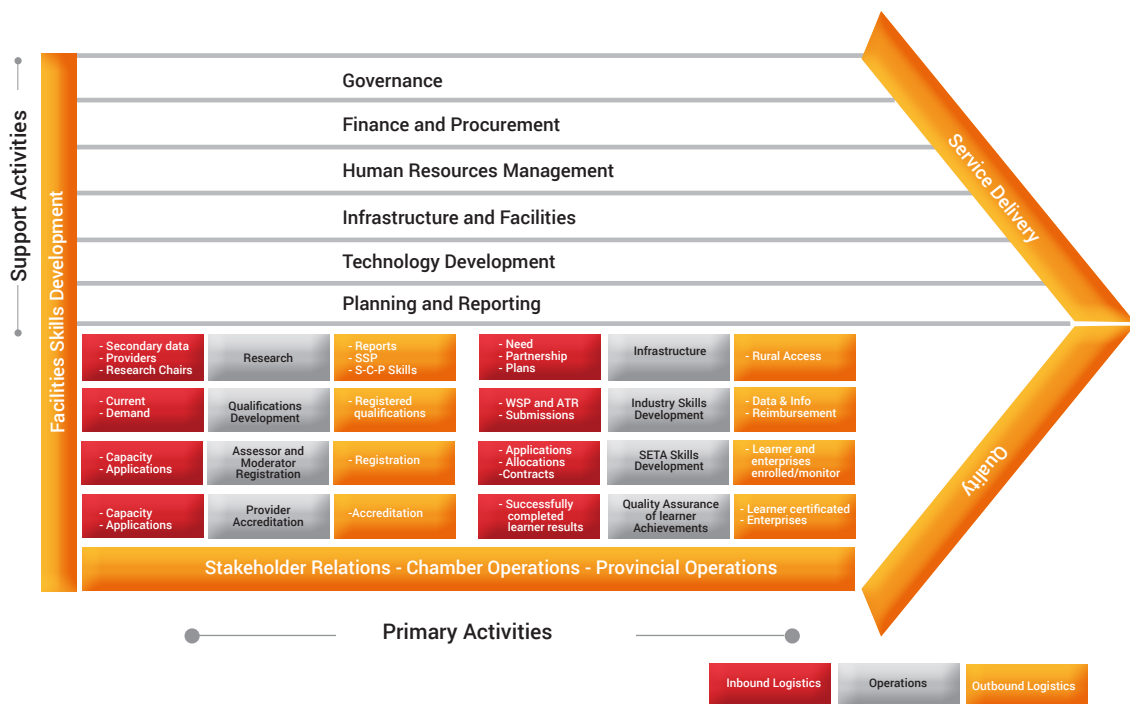 Support Activities
Facilities Skills Development
Governance
Finance and Procurement
Human Resources Management
Infrastructure and Facilities
Technology Development
Planning and Reporting
Service Delivery
Quality
- Secondary data
- Providers
- Research Chairs
Research
- Reports
- SSP
- S-C-P Skills
- Need
- Partnership
- Plans
Infrastructure
- Rural Access
- Current
- Demand
Qualifications
Development
- Registered
qualifications
- WSP and ATR
- Submissions
Industry Skills
Development
- Data & Info
- Reimbursement
- Capacity
- Applications
Assessor and
Moderator
Registration
- Registration
- Applications
- Allocations
-Contracts
SETA Skills
Development
- Learner and
enterprises
enrolled/monitor
- Capacity
- Applications
Provider
Accreditation
-Accreditation
- Successfully
completed
learner results
Quality Assurance
of learner
Achievements
- Learner certificated
- Enterprises
Stakeholder Relations - Chamber Operations - Provincial Operations
Primary Activities
Inbound Logistics
Operations
Outbound Logistics